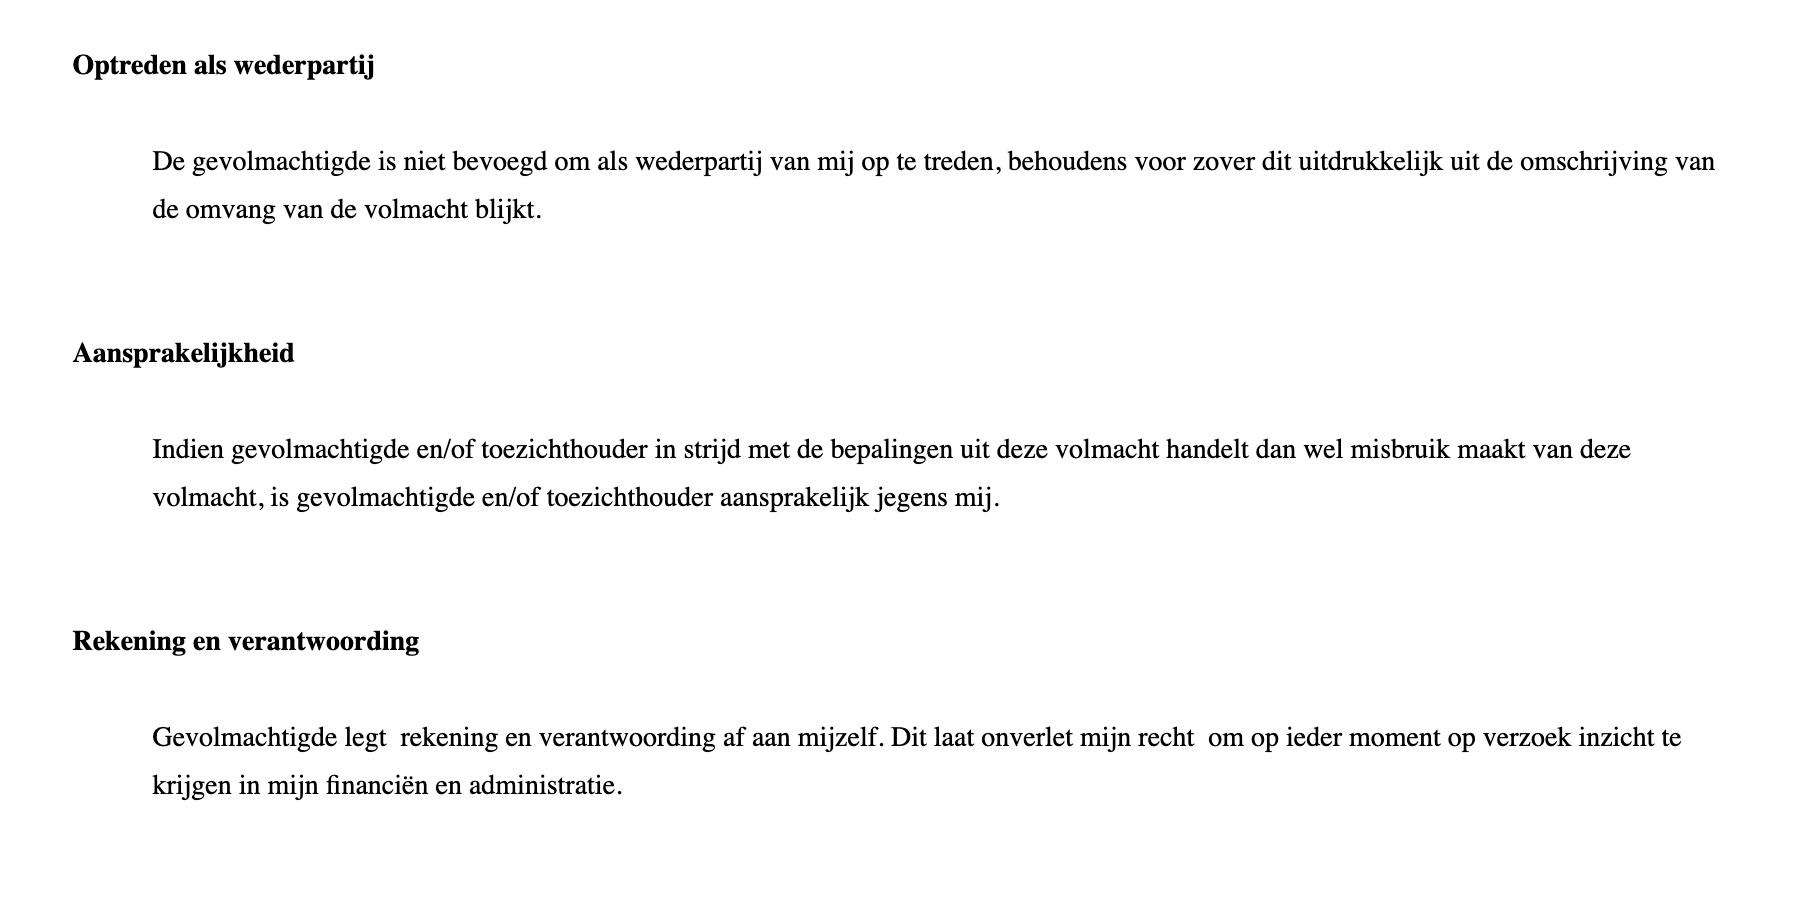 Optreden als wederpartij
De gevolmachtigde is niet bevoegd om als wederpartij van mij op te treden, behoudens voor zover dit uitdrukkelijk uit de omschrijving van
de omvang van de volmacht blijkt.
Aansprakelijkheid
Indien gevolmachtigde en/of toezichthouder in strijd met de bepalingen uit deze volmacht handelt dan wel misbruik maakt van deze
volmacht, is gevolmachtigde en/of toezichthouder aansprakelijk jegens mij.
Rekening en verantwoording
Gevolmachtigde legt  rekening en verantwoording af aan mijzelf. Dit laat onverlet mijn recht  om op ieder moment op verzoek inzicht te
krijgen in mijn financiën en administratie.